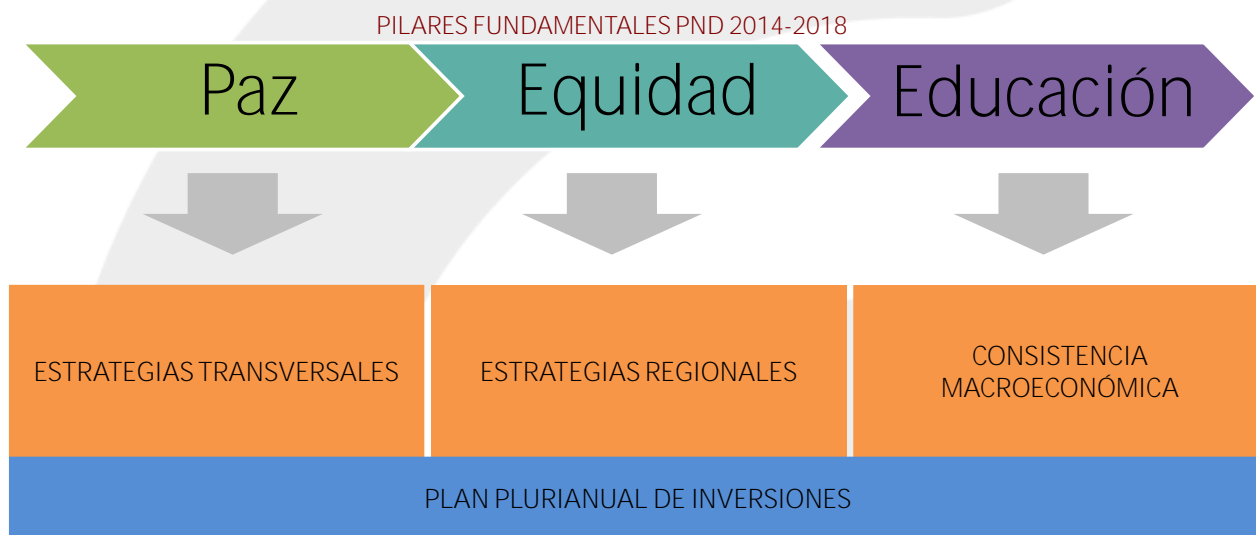 PILARES FUNDAMENTALES PND 2014-2018
Paz
Equidad
Educación
ESTRATEGIAS TRANSVERSALES
ESTRATEGIAS REGIONALES
CONSISTENCIA
MACROECONÓMICA
PLAN PLURIANUAL DE INVERSIONES